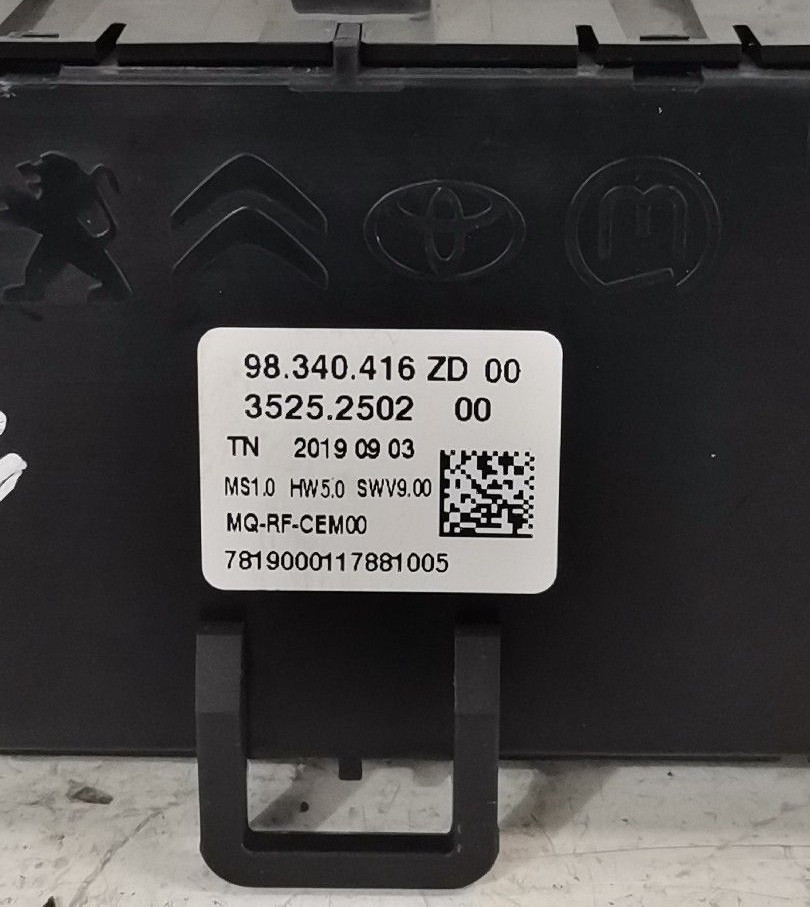 98.340.416 ZD 00
3525.2502 00
TN 2019 09 03
MS1.0 HW5.0 SWV9.00
MQ-RF-CEM00
7819000117881005